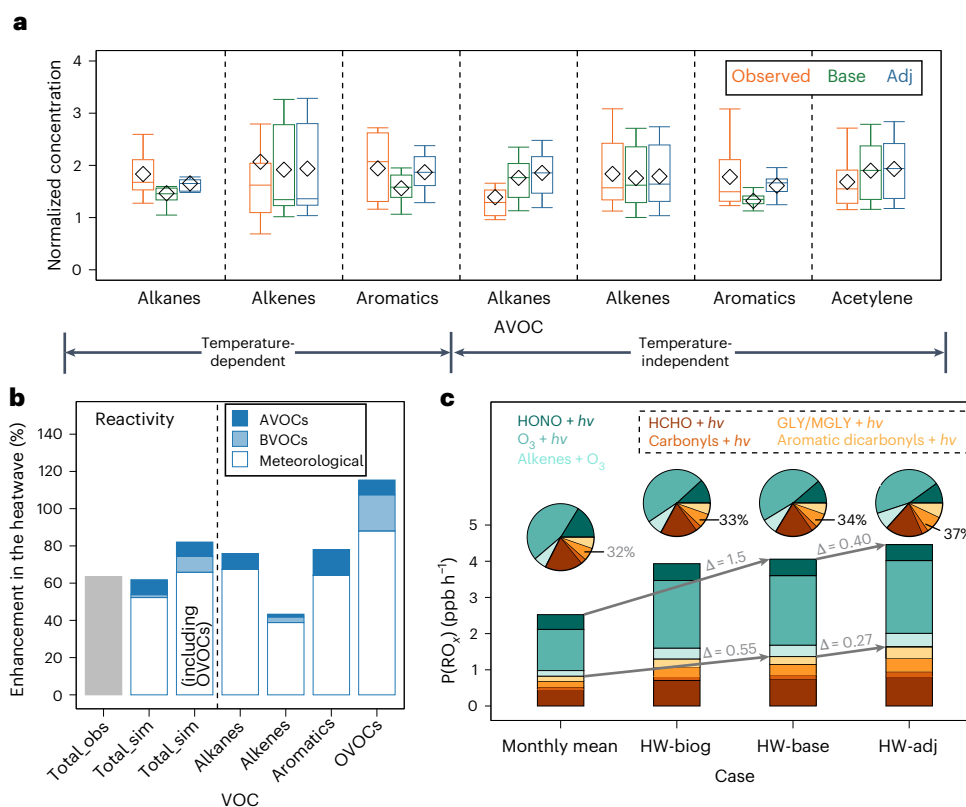 a
Normalized concentration
4
3
2
1
0
Observed Base Adj
Alkanes Alkenes Aromatics Alkanes Alkenes Aromatics Acetylene
AVOC
Temperature-
dependent
Temperature-
independent
b
Enhancement in the heatwave (%)
140
120
100
80
60
40
20
0
Reactivity
AVOCs
BVOCs
Meteorological
(including
OVOCs)
Total_obs
Total_sim
Total_sim
Alkanes
Alkenes
Aromatics
OVOCs
VOC
c
P(ROx) (ppb h−1)
5
4
3
2
1
0
HONO + hv
O3 + hv
Alkenes + O3
HCHO + hv
Carbonyls + hv
GLY/MGLY + hv
Aromatic dicarbonyls + hv
32%
33%
34%
37%
Δ = 1.5
Δ = 0.40
Δ = 0.55
Δ = 0.27
Monthly mean HW-biog HW-base HW-adj
Case